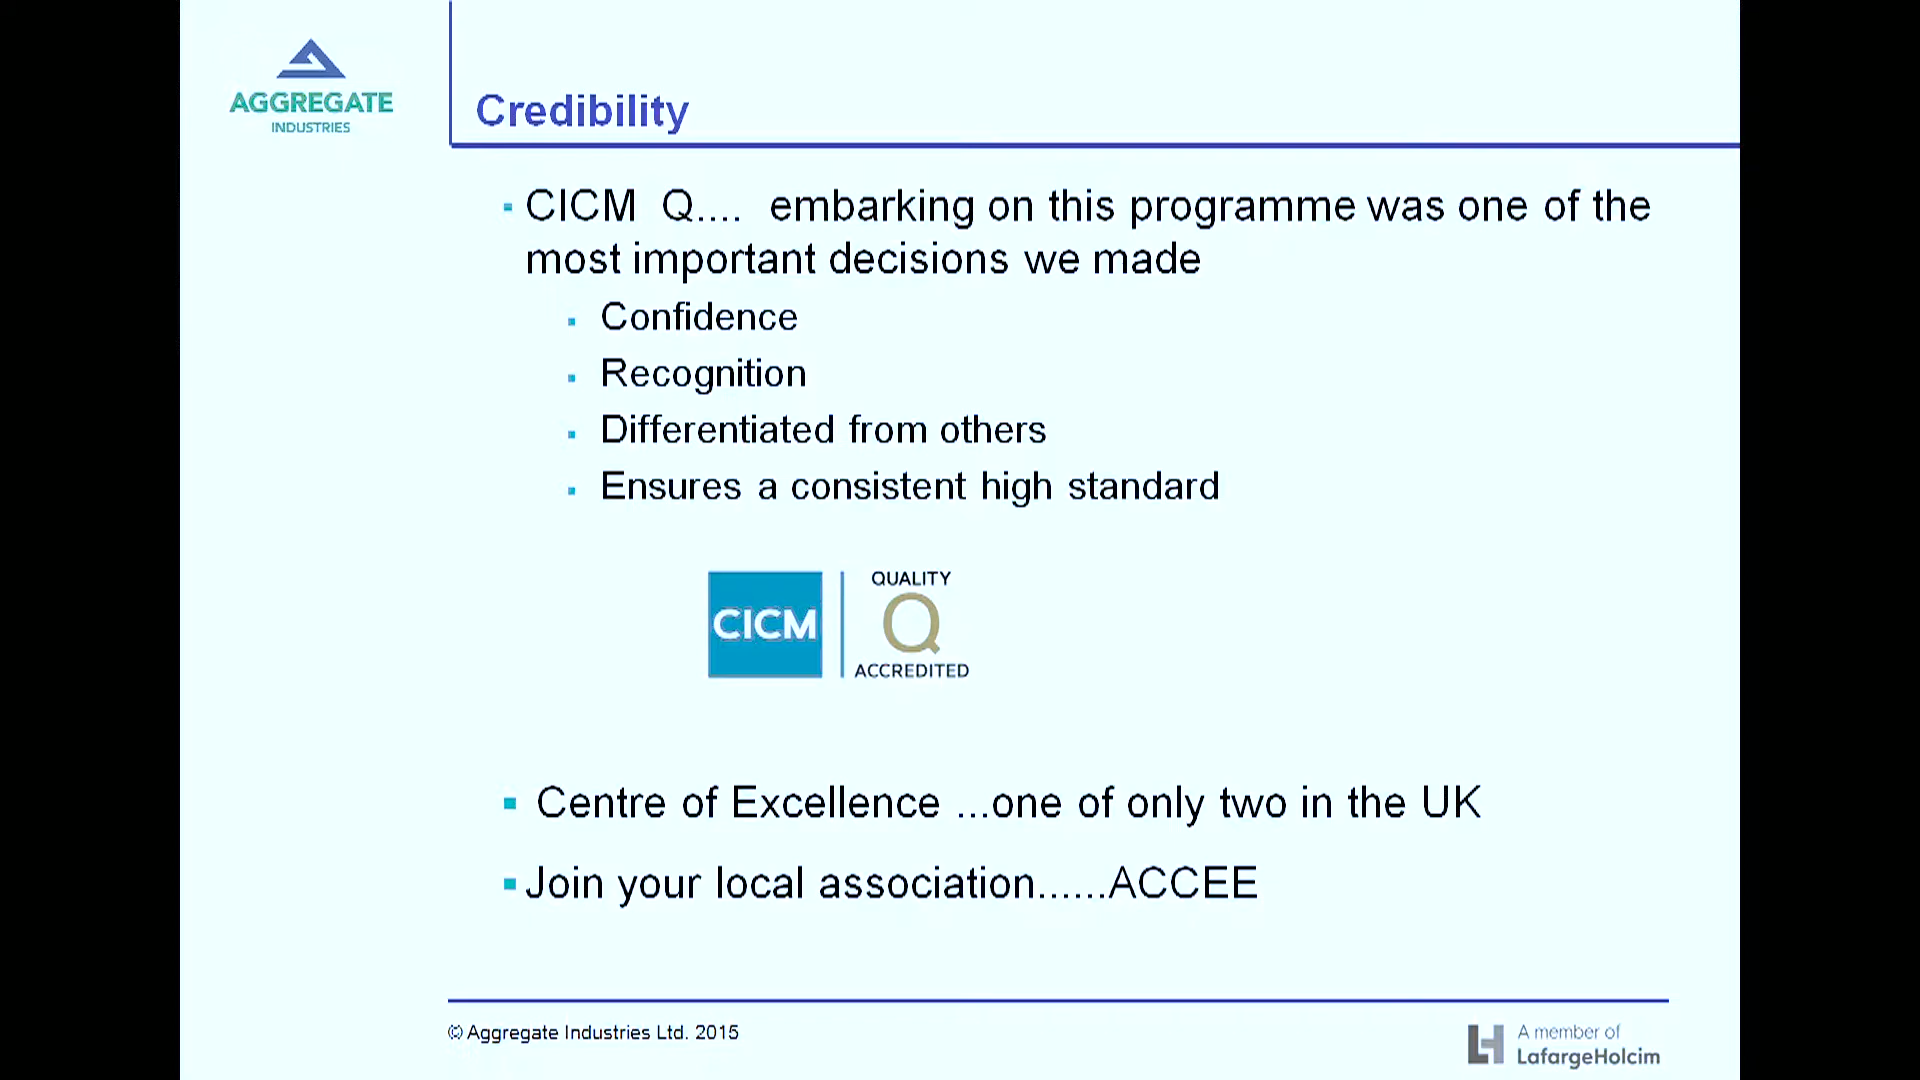 AGGREGATE
INDUSTRIES
Credibility
CICM Q.... embarking on this programme was one of the
most important decisions we made
Confidence
Recognition
Differentiated from others
Ensures a consistent high standard
CICM
QUALITY
Q
ACCREDITED
Centre of Excellence ...one of only two in the UK
Join your local association......ACCEE
© Aggregate Industries Ltd. 2015
A member of
LafargeHolcim